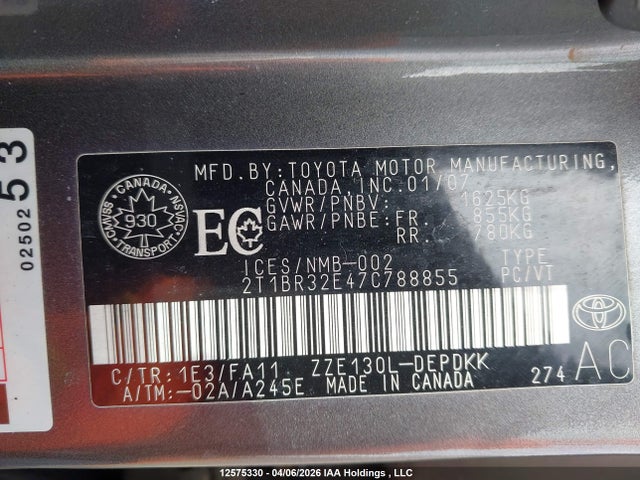 53
02502
MFD.BY:TOYOTA MOTOR MANUFACTURING,
CANADA,INC.01/07
GVWR/PNBV: 1625KG
GAWR/PNBE:FR. 855KG
RR. 780KG
CANADA
CMVSS NSVAC
930
TRANSPORT
EC
ICES/NMB-002
TYPE
2T1BR32E47C788855
PC/VT
C/TR:1E3/FA11 ZZE130L-DEPDKK
A/TM:-02A/A245E MADE IN CANADA
274
AC
12575330 - 04/06/2026 IAA Holdings , LLC